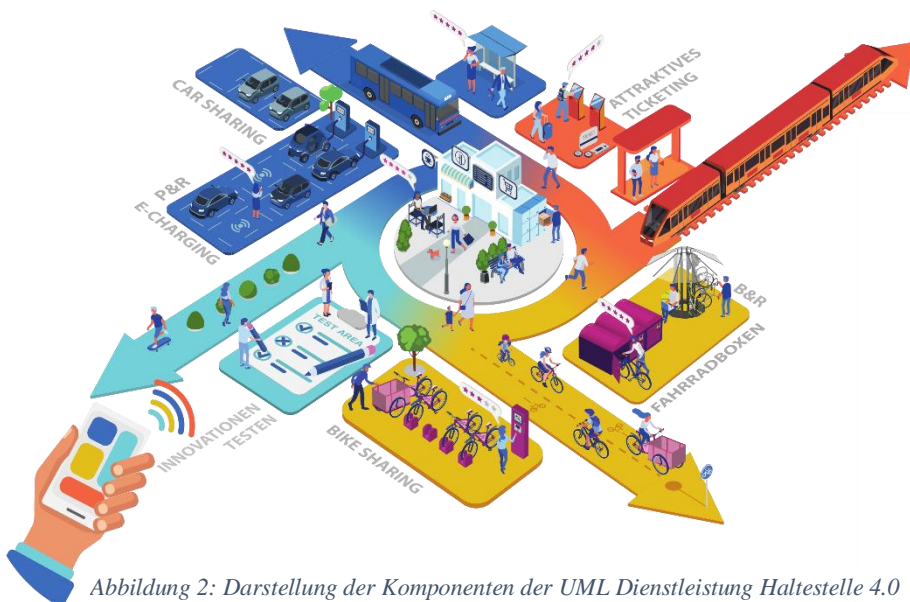 CAR SHARING
P&R
E-CHARGING
ATTRAKTIVES
TICKETING
B&R
FAHRRADBOXEN
TEST AREA
INNOVATIONEN
TESTEN
BIKE SHARING
Abbildung 2: Darstellung der Komponenten der UML Dienstleistung Haltestelle 4.0